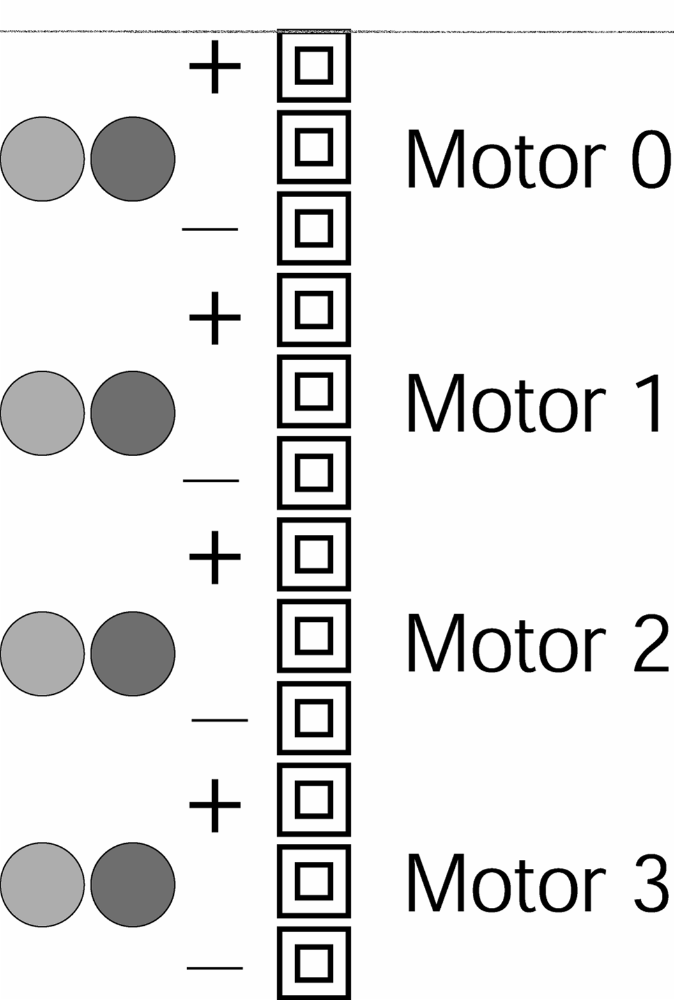 +
Motor 0
—
+
Motor 1
—
+
Motor 2
—
+
Motor 3
—